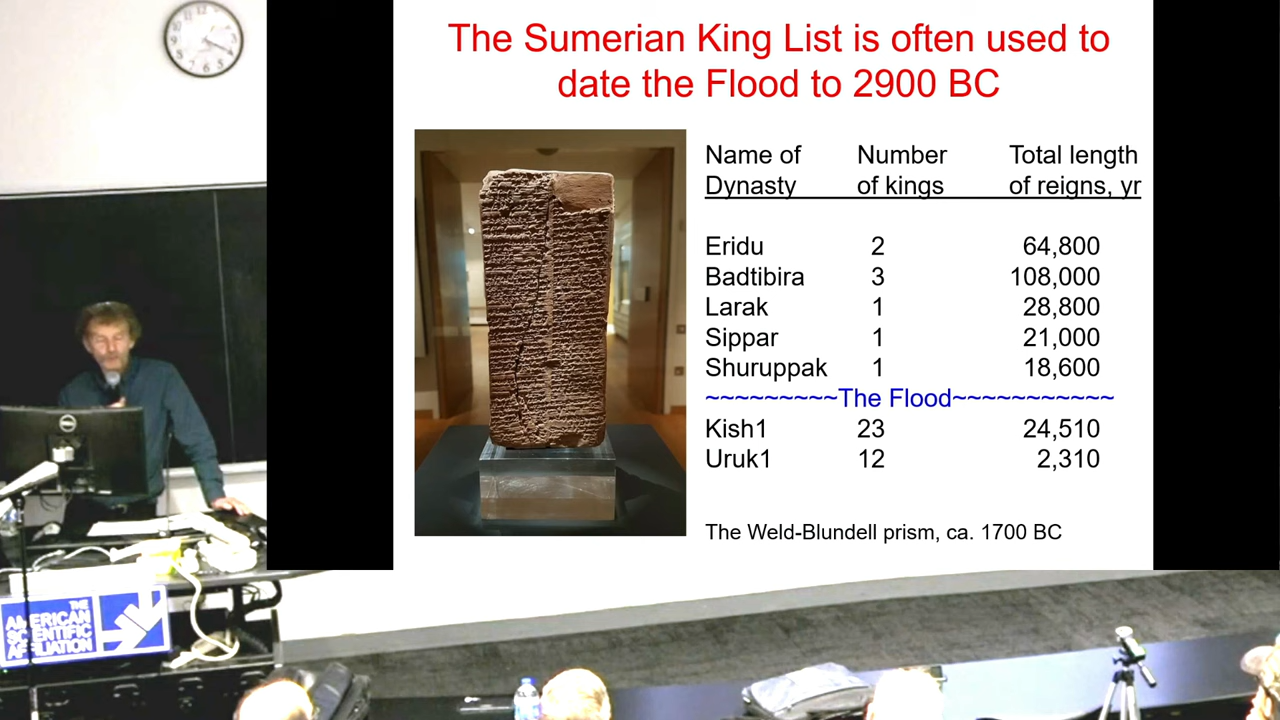 The Sumerian King List is often used to
date the Flood to 2900 BC
Name of Number Total length
Dynasty of kings of reigns, yr
Eridu 2 64,800
Badtibira 3 108,000
Larak 1 28,800
Sippar 1 21,000
Shuruppak 1 18,600
~~~~~~~~~The Flood~~~~~~~~~~~
Kish1 23 24,510
Uruk1 12 2,310
The Weld-Blundell prism, ca. 1700 BC
DELL
THE
AMERICAN
SCIENTIFIC
AFFILIATION